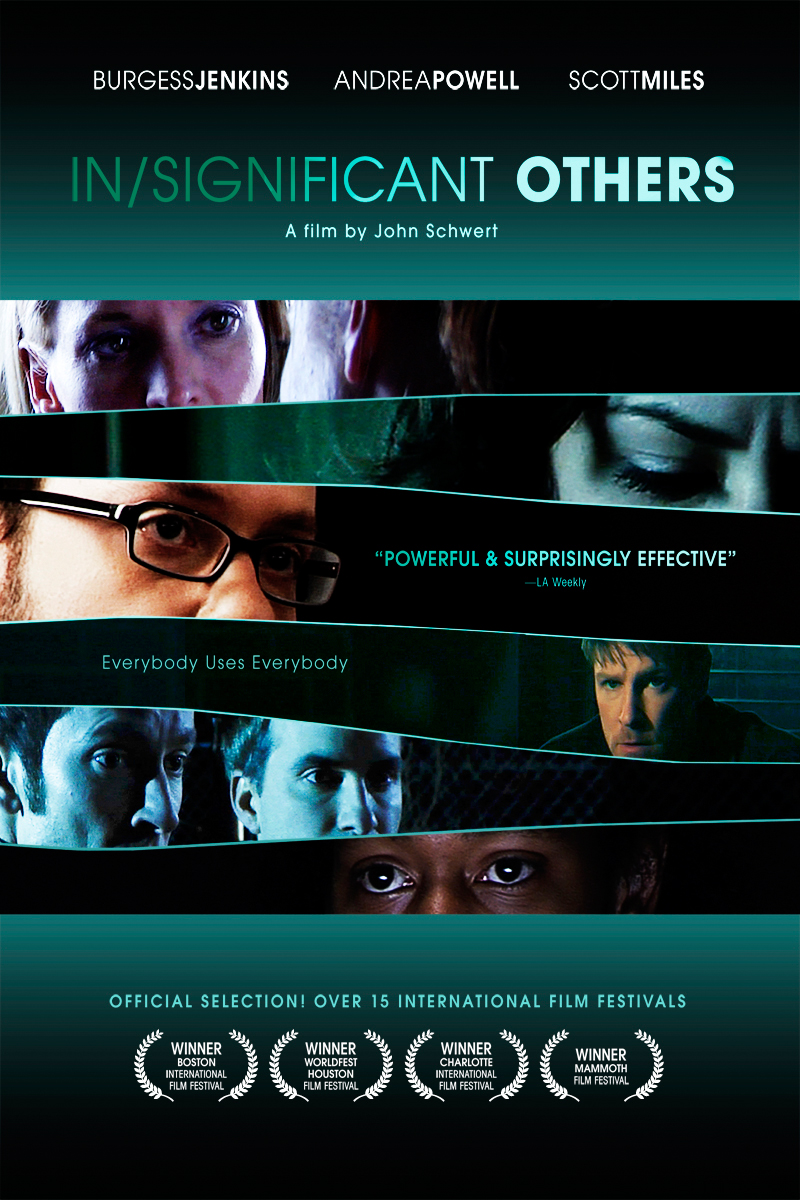 BURGESSJENKINS ANDREAPOWELL SCOTTMILES
IN/SIGNIFICANT OTHERS
A film by John Schwert
“POWERFUL & SURPRISINGLY EFFECTIVE”
—LA Weekly
Everybody Uses Everybody
OFFICIAL SELECTION! OVER 15 INTERNATIONAL FILM FESTIVALS
WINNER
BOSTON
INTERNATIONAL
FILM FESTIVAL
WINNER
WORLDFEST
HOUSTON
FILM FESTIVAL
WINNER
CHARLOTTE
INTERNATIONAL
FILM FESTIVAL
WINNER
MAMMOTH
FILM FESTIVAL